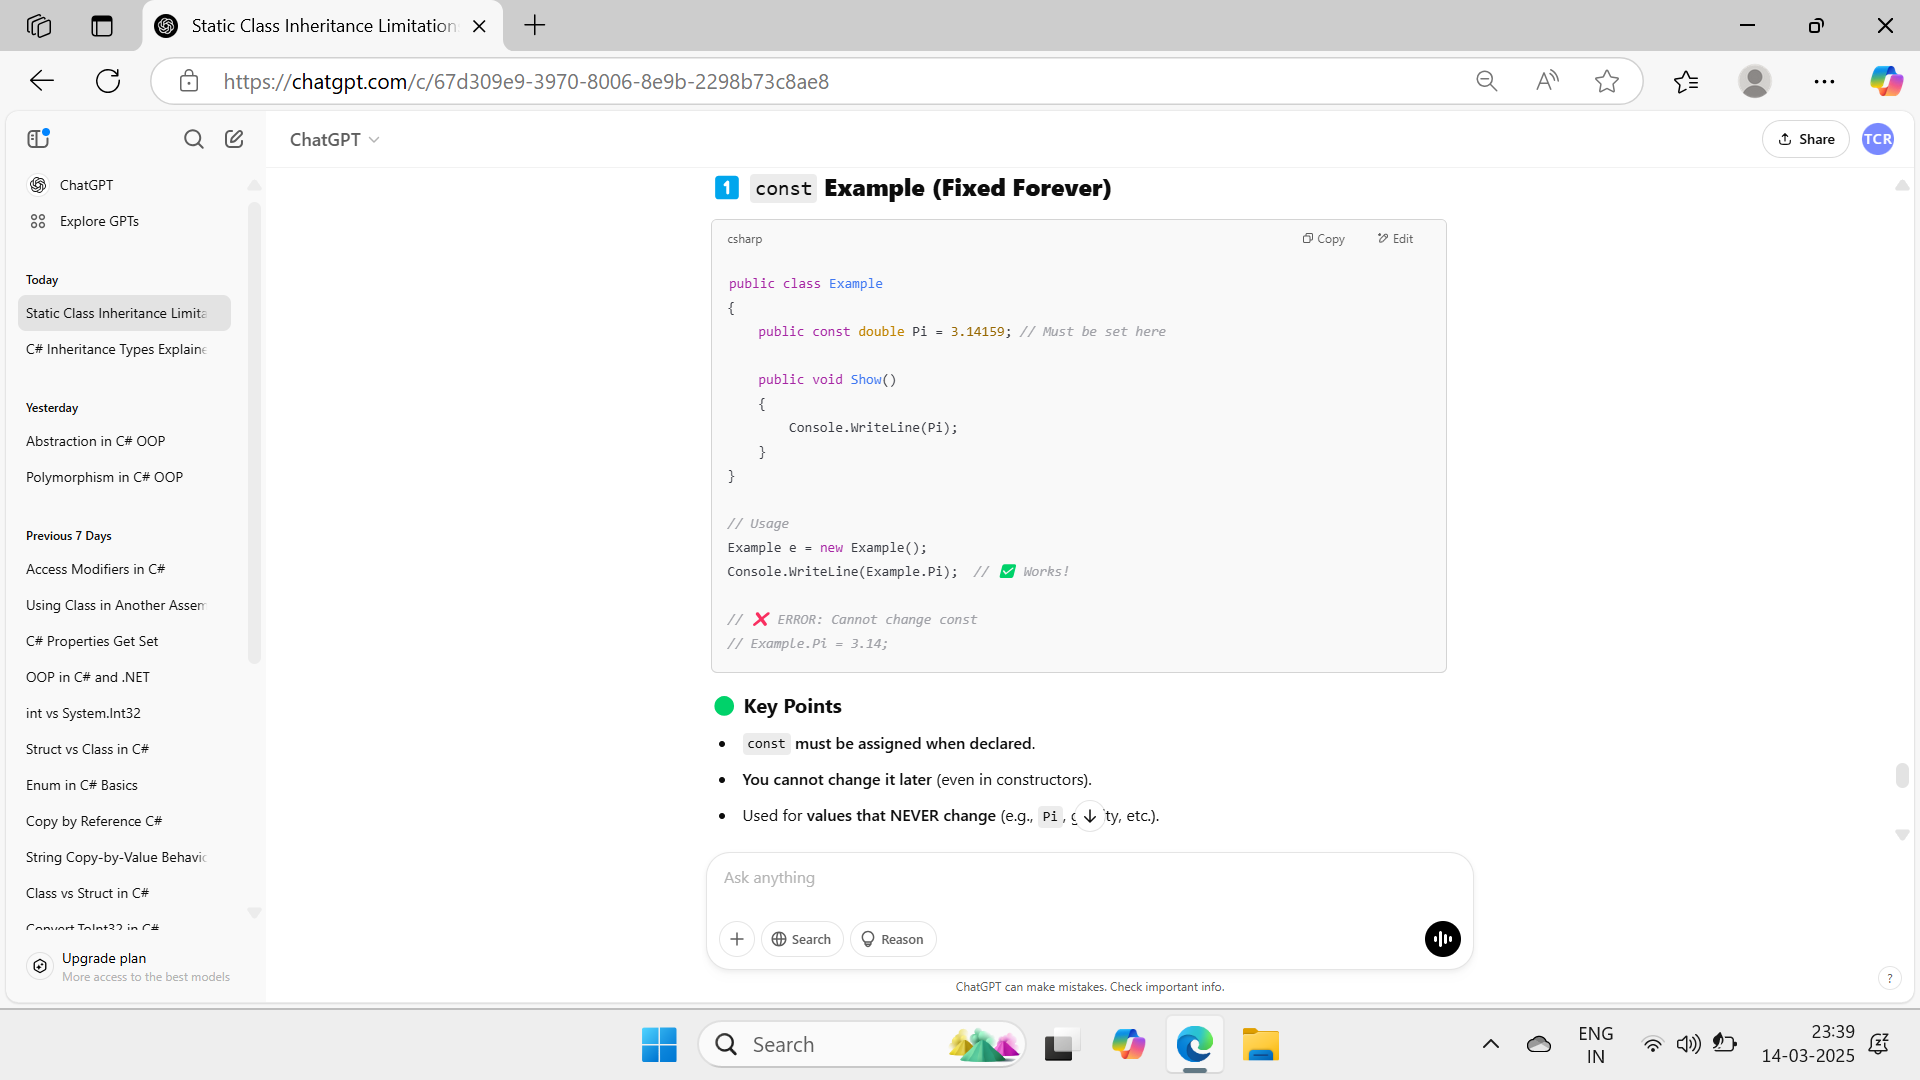 Static Class Inheritance Limitation
https://chatgpt.com/c/67d309e9-3970-8006-8e9b-2298b73c8ae8
ChatGPT
Share
TCR
ChatGPT
Explore GPTs
Today
Static Class Inheritance Limita
C# Inheritance Types Explaine
Yesterday
Abstraction in C# OOP
Polymorphism in C# OOP
Previous 7 Days
Access Modifiers in C#
Using Class in Another Assem
C# Properties Get Set
OOP in C# and .NET
int vs System.Int32
Struct vs Class in C#
Enum in C# Basics
Copy by Reference C#
String Copy-by-Value Behavio
Class vs Struct in C#
Convert ToInt32 in C#
Upgrade plan
More access to the best models
1 const Example (Fixed Forever)
csharp
Copy
Edit
public class Example
{
public const double Pi = 3.14159; // Must be set here
public void Show()
{
Console.WriteLine(Pi);
}
}
// Usage
Example e = new Example();
Console.WriteLine(Example.Pi); // ✅ Works!
// ❌ ERROR: Cannot change const
// Example.Pi = 3.14;
Key Points
• const must be assigned when declared.
• You cannot change it later (even in constructors).
• Used for values that NEVER change (e.g., Pi, etc.).
Ask anything
Search
Reason
ChatGPT can make mistakes. Check important info.
?
Search
ENG
IN
23:39
14-03-2025